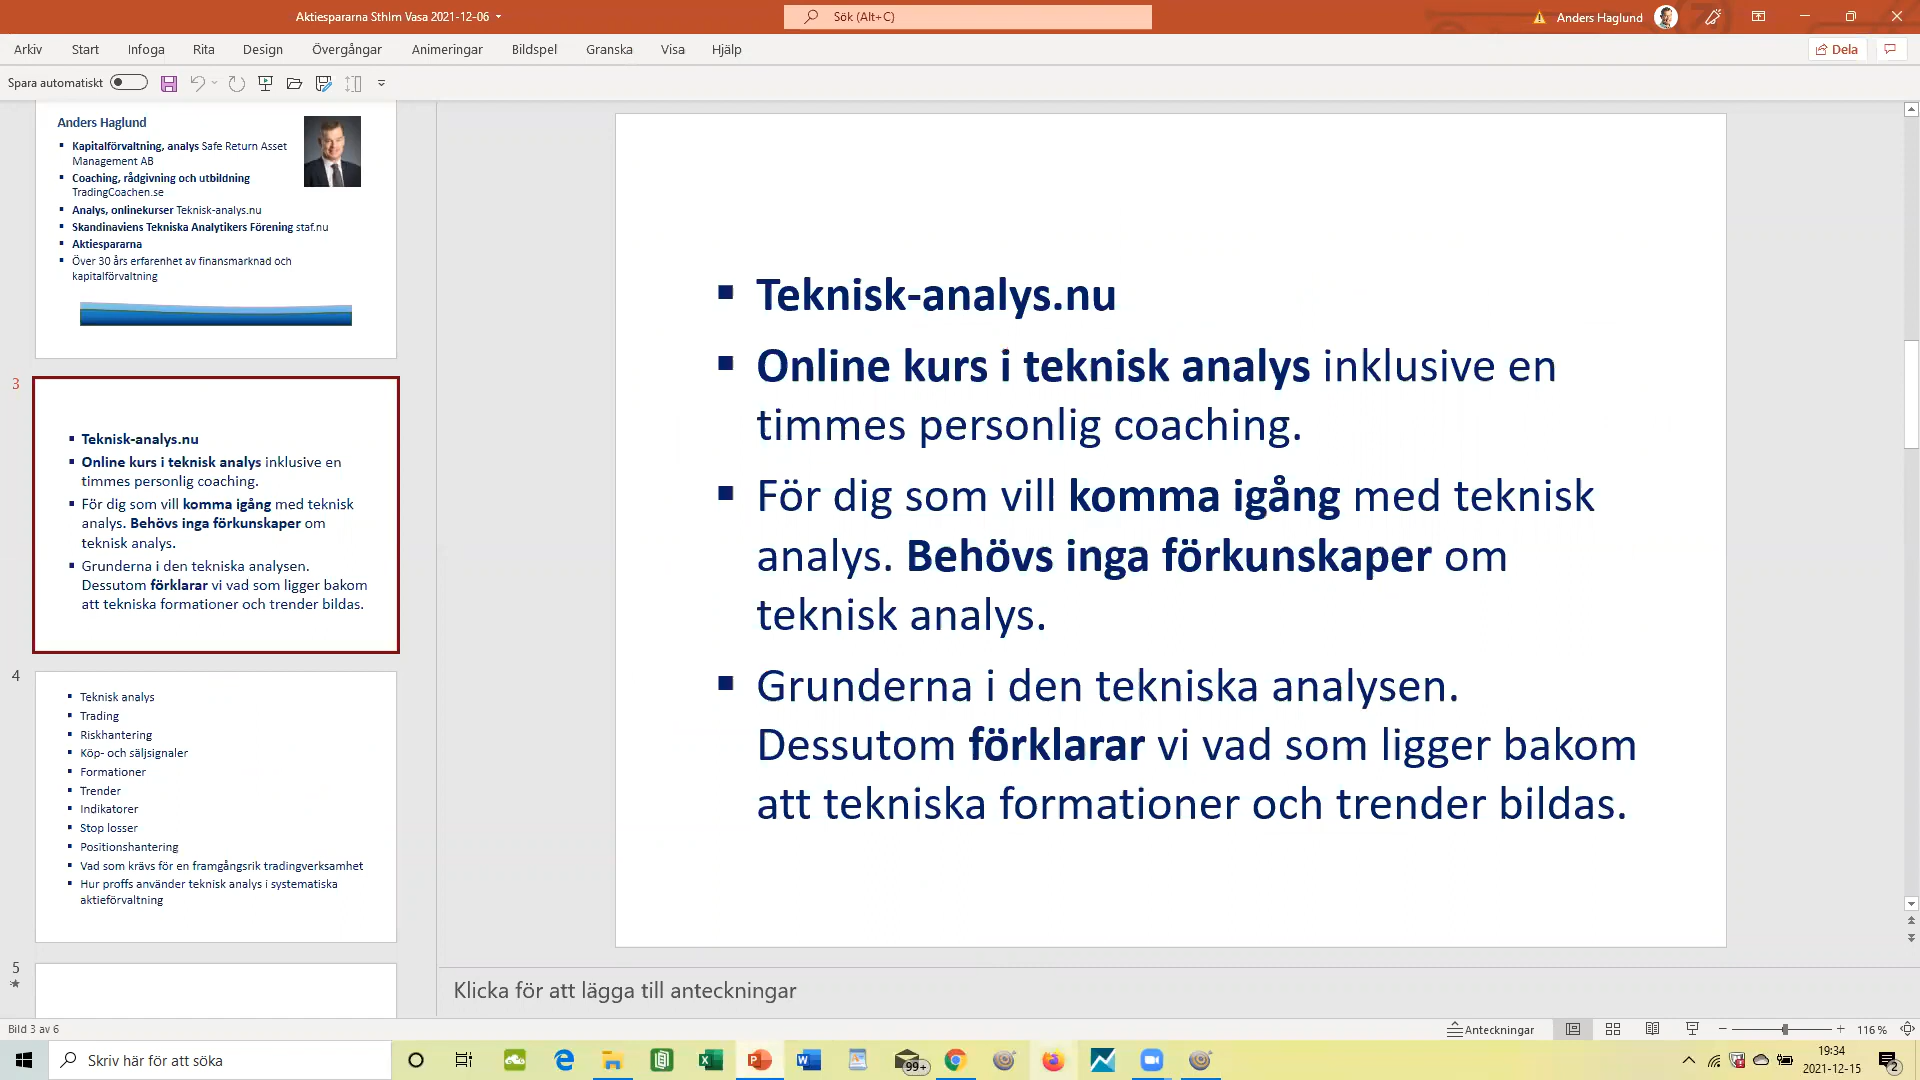 Aktiespararna Sthlm Vasa 2021-12-06
Sök (Alt+C)
Anders Haglund
Arkiv Start Infoga Rita Design Övergångar Animeringar Bildspel Granska Visa Hjälp
Dela
Spara automatiskt
Anders Haglund
Kapitalförvaltning, analys Safe Return Asset
Management AB
Coaching, rådgivning och utbildning
TradingCoachen.se
Analys, onlinekurser Teknisk-analys.nu
Skandinaviens Tekniska Analytikers Förening staf.nu
Aktiespararna
Över 30 års erfarenhet av finansmarknad och
kapitalförvaltning
3
Teknisk-analys.nu
Online kurs i teknisk analys inklusive en
timmes personlig coaching.
För dig som vill komma igång med teknisk
analys. Behövs inga förkunskaper om
teknisk analys.
Grunderna i den tekniska analysen.
Dessutom förklarar vi vad som ligger bakom
att tekniska formationer och trender bildas.
4
Teknisk analys
Trading
Riskhantering
Köp- och säljsignaler
Formationer
Trender
Indikatorer
Stop losser
Positionshantering
Vad som krävs för en framgångsrik tradingverksamhet
Hur proffs använder teknisk analys i systematiska
aktieförvaltning
5
Teknisk-analys.nu
Online kurs i teknisk analys inklusive en
timmes personlig coaching.
För dig som vill komma igång med teknisk
analys. Behövs inga förkunskaper om
teknisk analys.
Grunderna i den tekniska analysen.
Dessutom förklarar vi vad som ligger bakom
att tekniska formationer och trender bildas.
Klicka för att lägga till anteckningar
Bild 3 av 6
Anteckningar
116 %
Skriv här för att söka
99+
19:34
2021-12-15
2